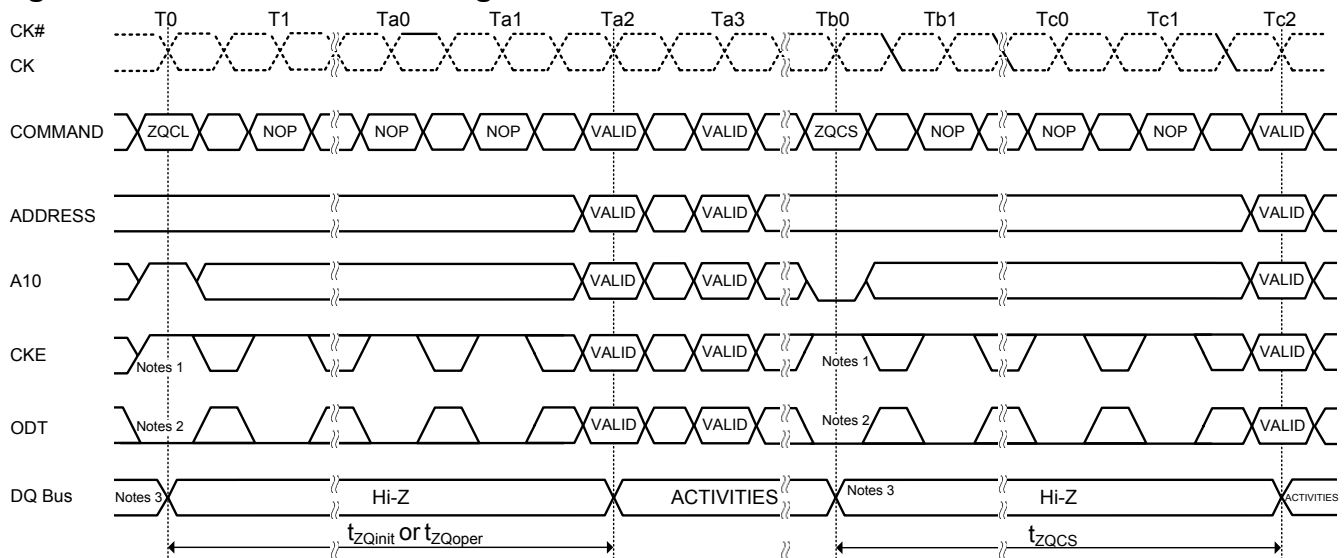 T0 T1 Ta0 Ta1 Ta2 Ta3 Tb0 Tb1 Tc0 Tc1 Tc2
CK#
CK
COMMAND ZQCL NOP NOP NOP VALID VALID ZQCS NOP NOP NOP VALID
ADDRESS VALID VALID VALID
A10 VALID VALID VALID
CKE Notes 1 VALID VALID Notes 1 VALID
ODT Notes 2 VALID VALID Notes 2 VALID
DQ Bus Notes 3 Hi-Z ACTIVITIES Notes 3 Hi-Z ACTIVITIES
tZQinit or tZQoper tZQCS